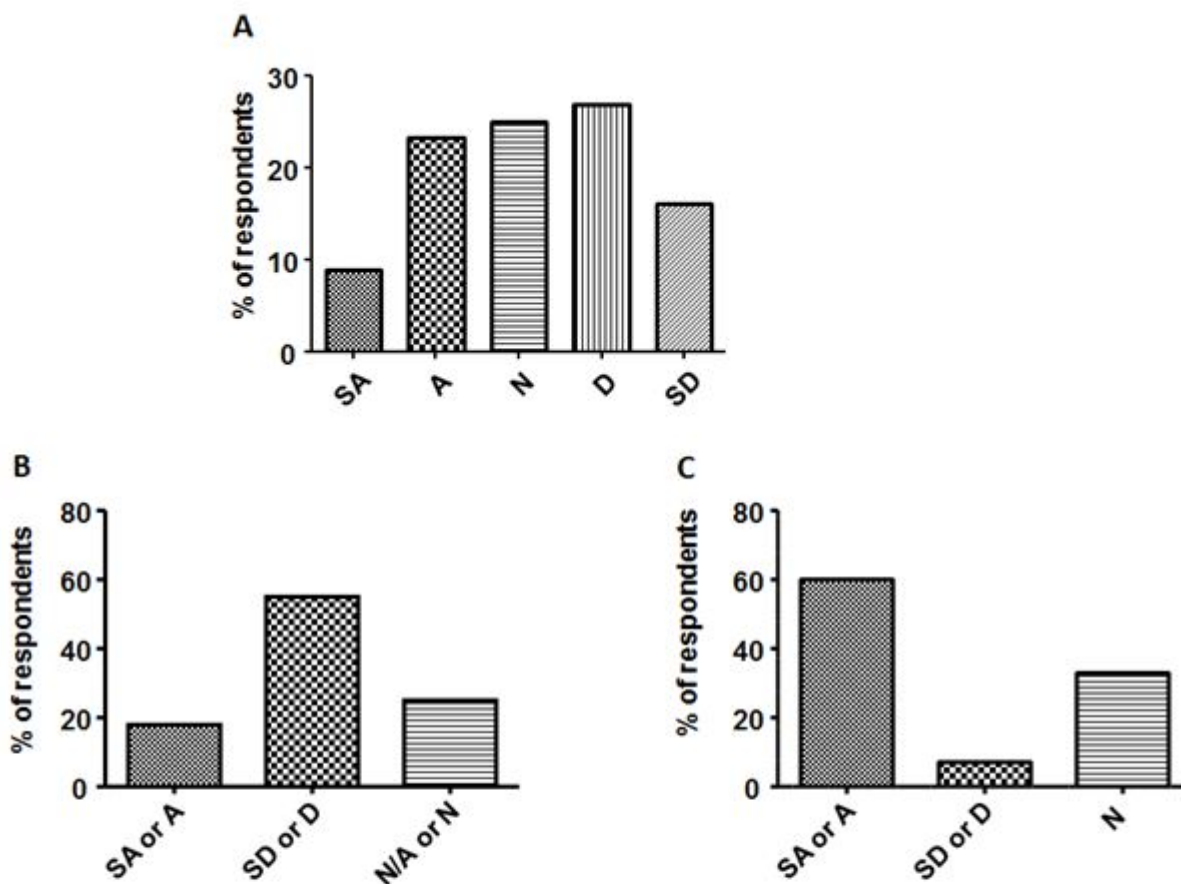 A
% of respondents
30
20
10
0
SA
A
N
D
SD
B
% of respondents
80
60
40
20
0
SA or A
SD or D
N/A or N
C
% of respondents
80
60
40
20
0
SA or A
SD or D
N